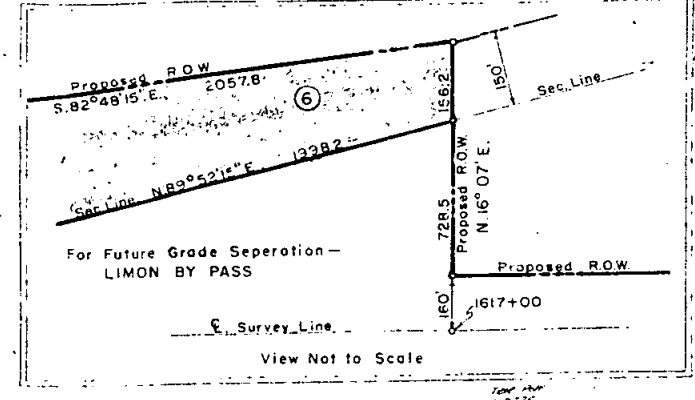 Proposed R.O.W.
S.82°48'15"E. 2057.8
6
156.2
150'
Sec. Line
Sec. Line N.89°52'15"E. 1998.2
728.5
Proposed R.O.W.
N.16°07'E.
For Future Grade Seperation —
LIMON BY PASS
Proposed R.O.W.
160'
1617+00
℄ Survey Line
View Not to Scale